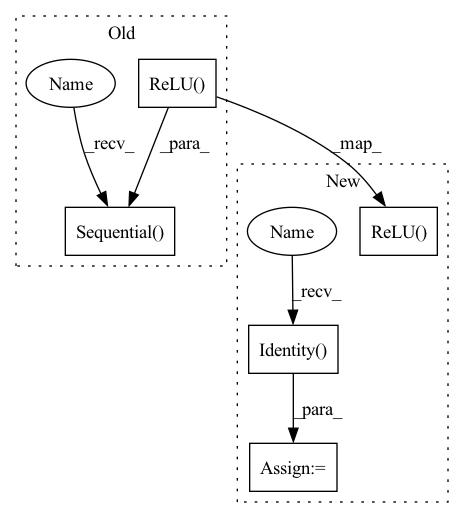 Old
Name
ReLU()
_recv_
_para_
_map_
Sequential()
New
Name
ReLU()
_recv_
Identity()
_para_
Assign:=